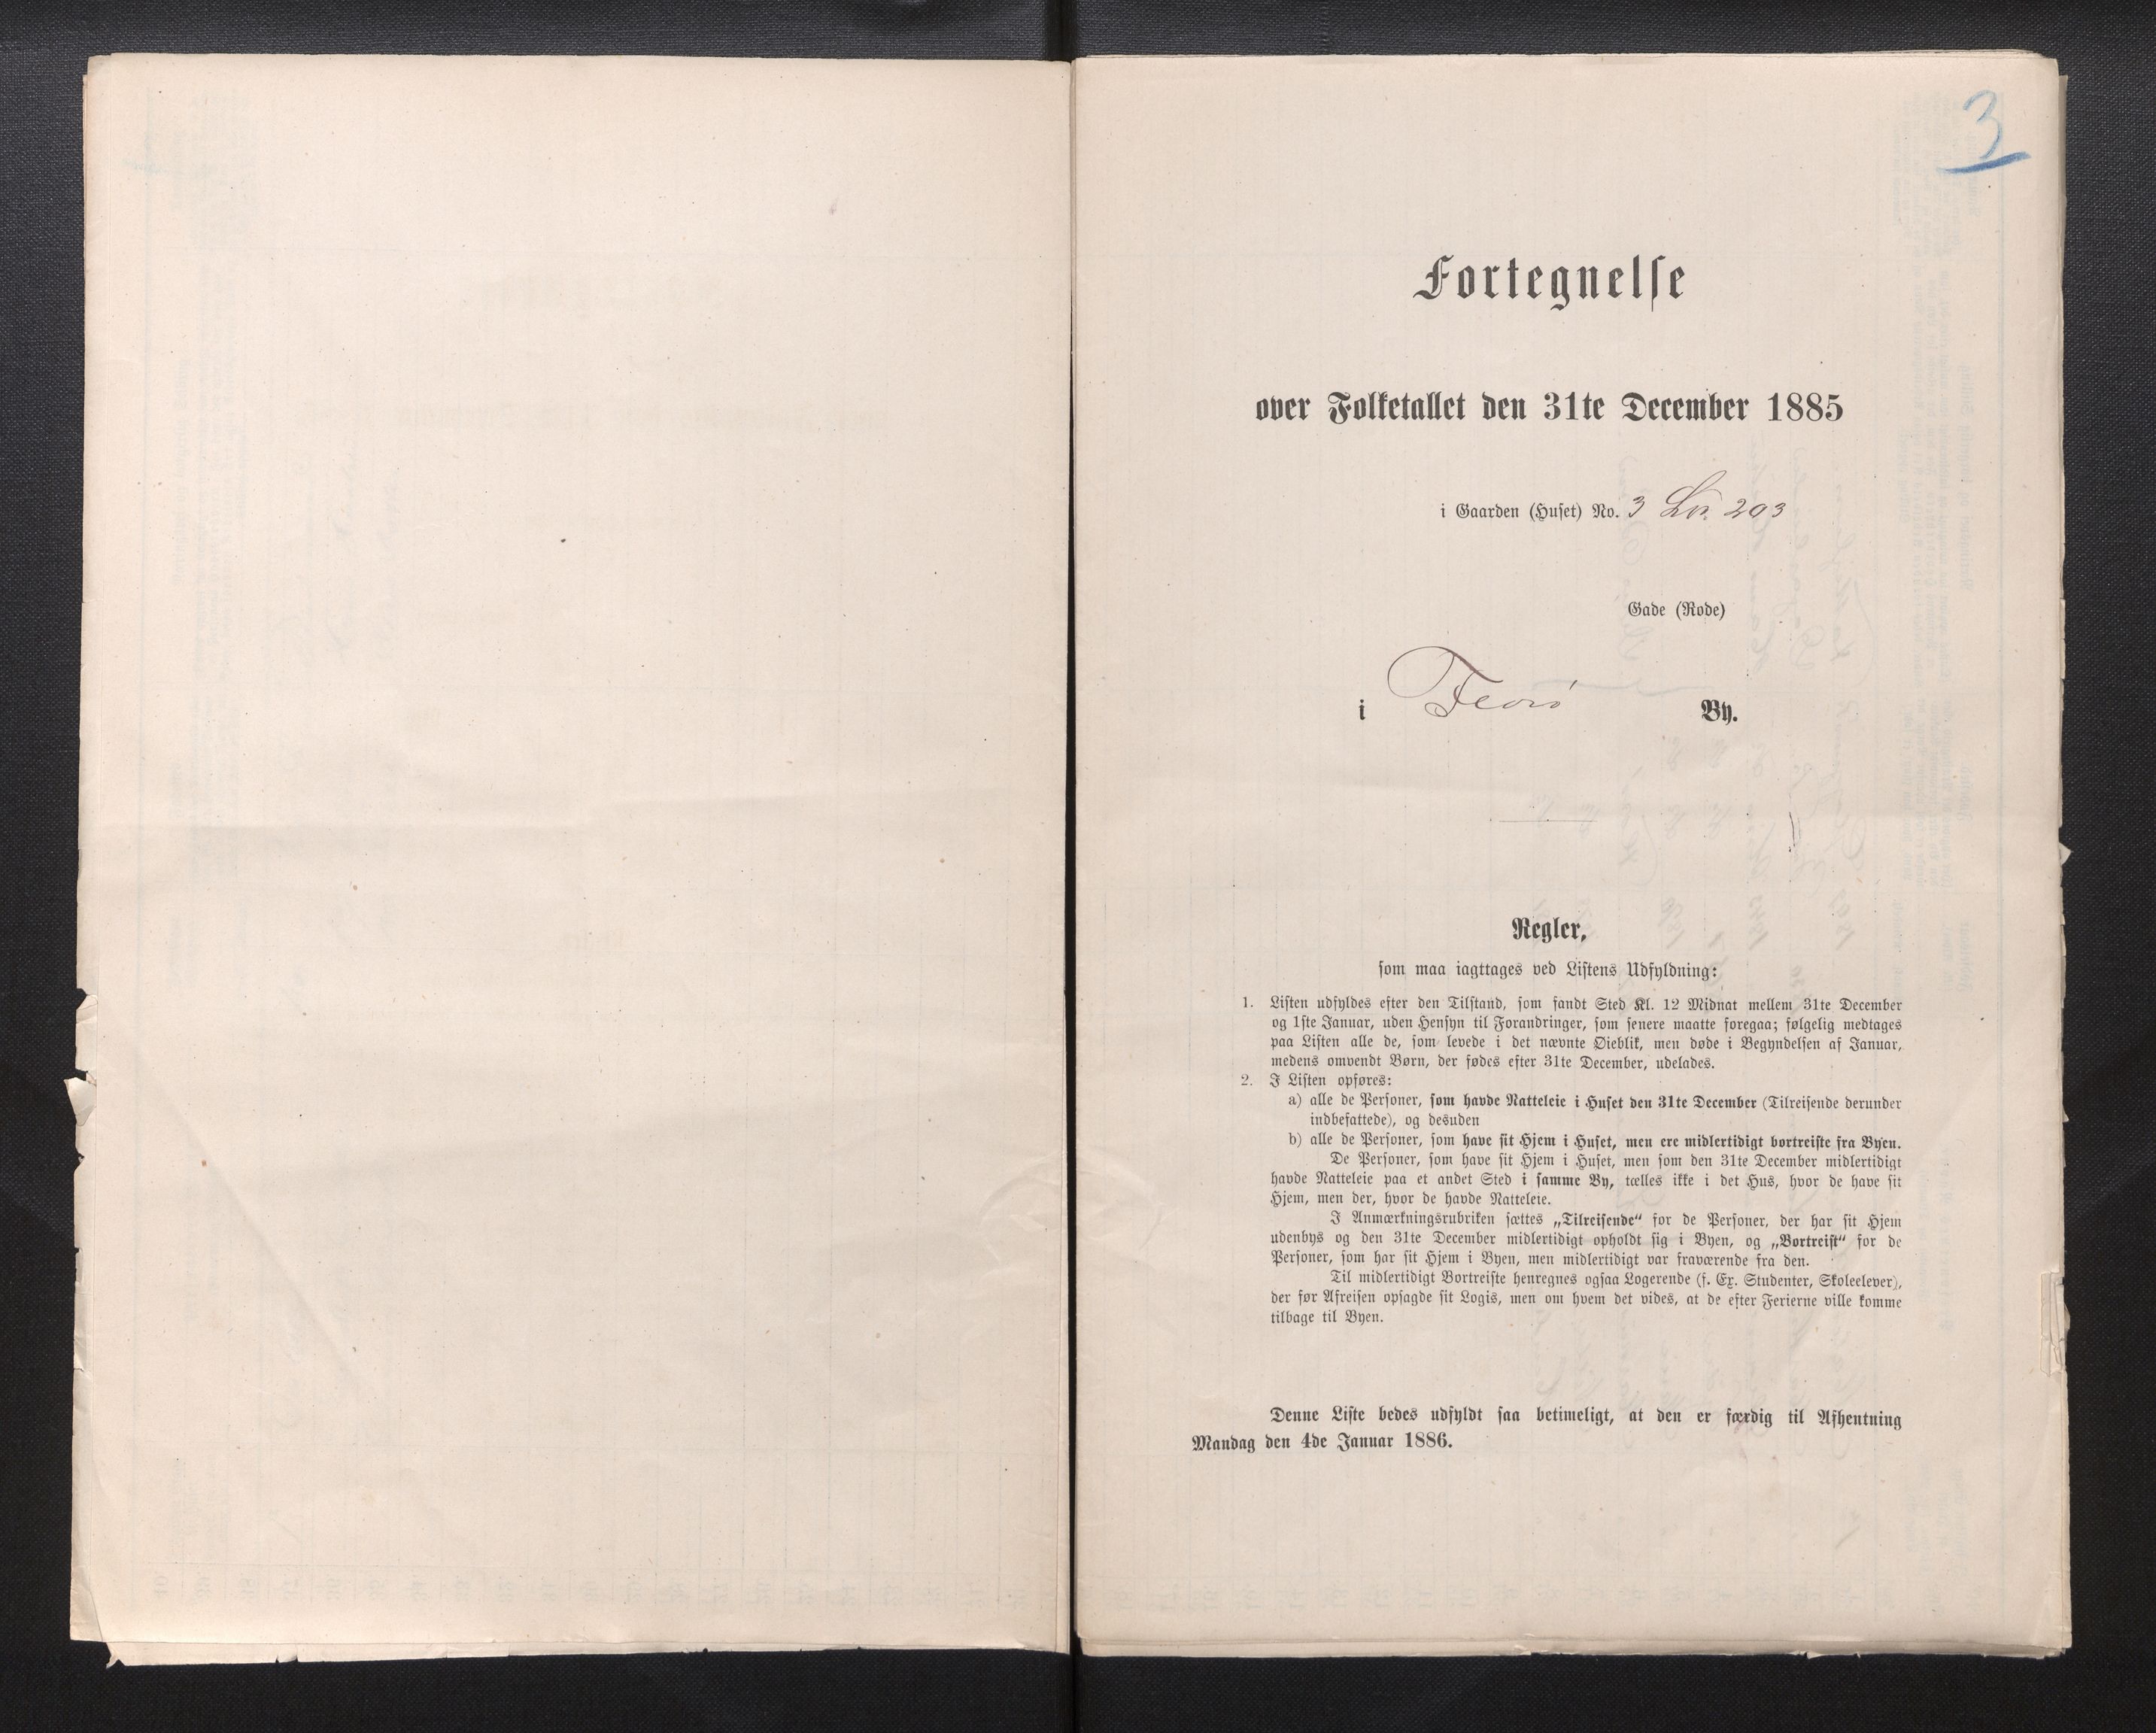 3
Fortegnelse
over Folketallet den 31te December 1885
i Gaarden (Huset) No. 3 Ln. 203
Gade (Rode)
i Florø By.
Regler,
som maa iagttages ved Listens Udfyldning:
1. Listen udfyldes efter den Tilstand, som fandt Sted Kl. 12 Midnat mellem 31te December
og 1ste Januar, uden Hensyn til Forandringer, som senere maatte foregaa; følgelig medtages
paa Listen alle de, som levede i det nævnte Øieblik, men døde i Begyndelsen af Januar,
medens omvendt Børn, der fødes efter 31te December, udelades.
2. I Listen opføres:
a) alle de Personer, som havde Natteleie i Huset den 31te December (Tilreisende derunder
indbefattede), og desuden
b) alle de Personer, som have sit Hjem i Huset, men ere midlertidigt bortreiste fra Byen.
De Personer, som have sit Hjem i Huset, men som den 31te December midlertidigt
havde Natteleie paa et andet Sted i samme By, tælles ikke i det Hus, hvor de have sit
Hjem, men der, hvor de havde Natteleie.
I Anmærkningsrubriken sættes „Tilreisende“ for de Personer, der har sit Hjem
udenbys og den 31te December midlertidigt opholdt sig i Byen, og „Bortreist“ for de
Personer, som har sit Hjem i Byen, men midlertidigt var fraværende fra den.
Til midlertidigt Bortreiste henregnes ogsaa Logerende (f. Ex. Studenter, Skoleelever),
der før Afreisen opsagde sit Logis, men om hvem det vides, at de efter Ferierne ville komme
tilbage til Byen.
Denne Liste bedes udfyldt saa betimeligt, at den er færdig til Afhentning
Mandag den 4de Januar 1886.